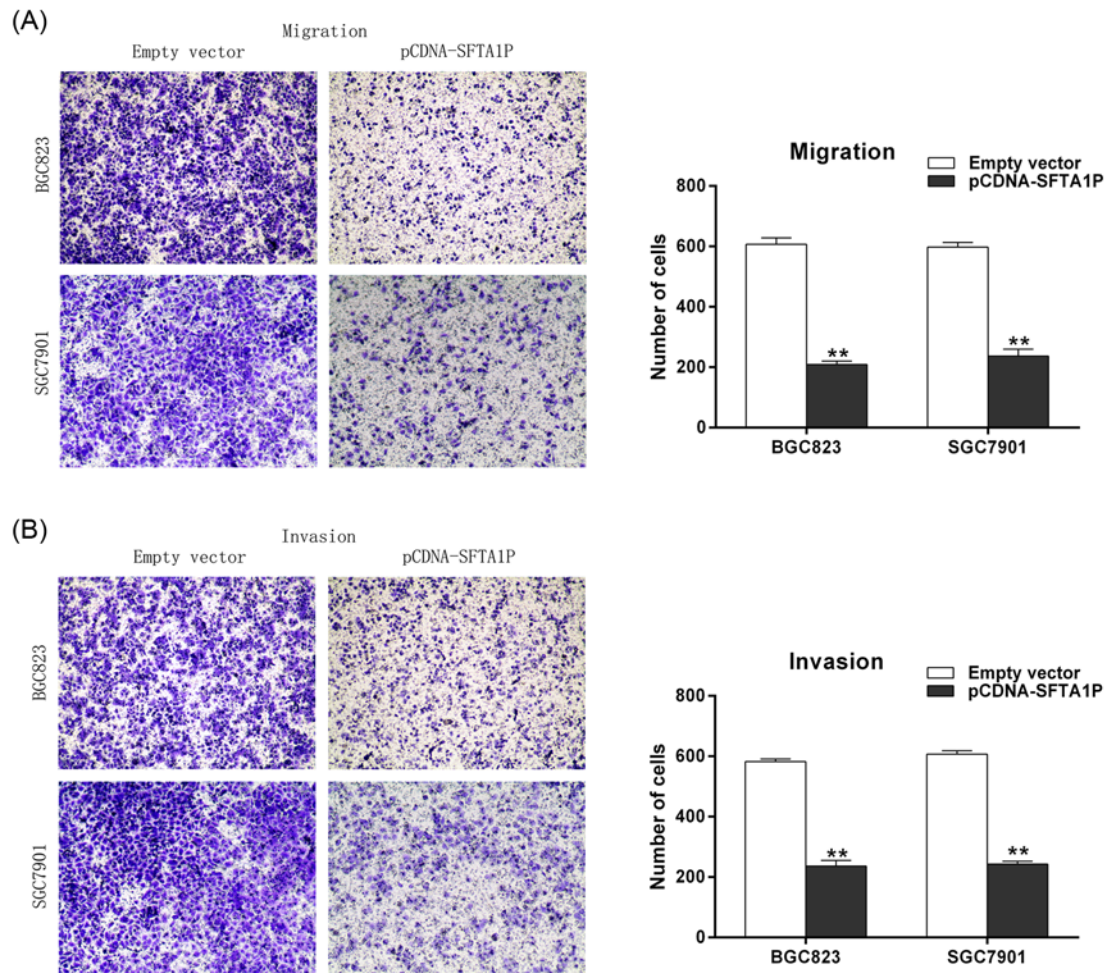 (A)
Migration
Empty vector
pCDNA-SFTA1P
BGC823
SGC7901
Migration
Empty vector
pCDNA-SFTA1P
Number of cells
800
600
400
200
0
**
**
BGC823
SGC7901
(B)
Invasion
Empty vector
pCDNA-SFTA1P
BGC823
SGC7901
Invasion
Empty vector
pCDNA-SFTA1P
Number of cells
800
600
400
200
0
**
**
BGC823
SGC7901